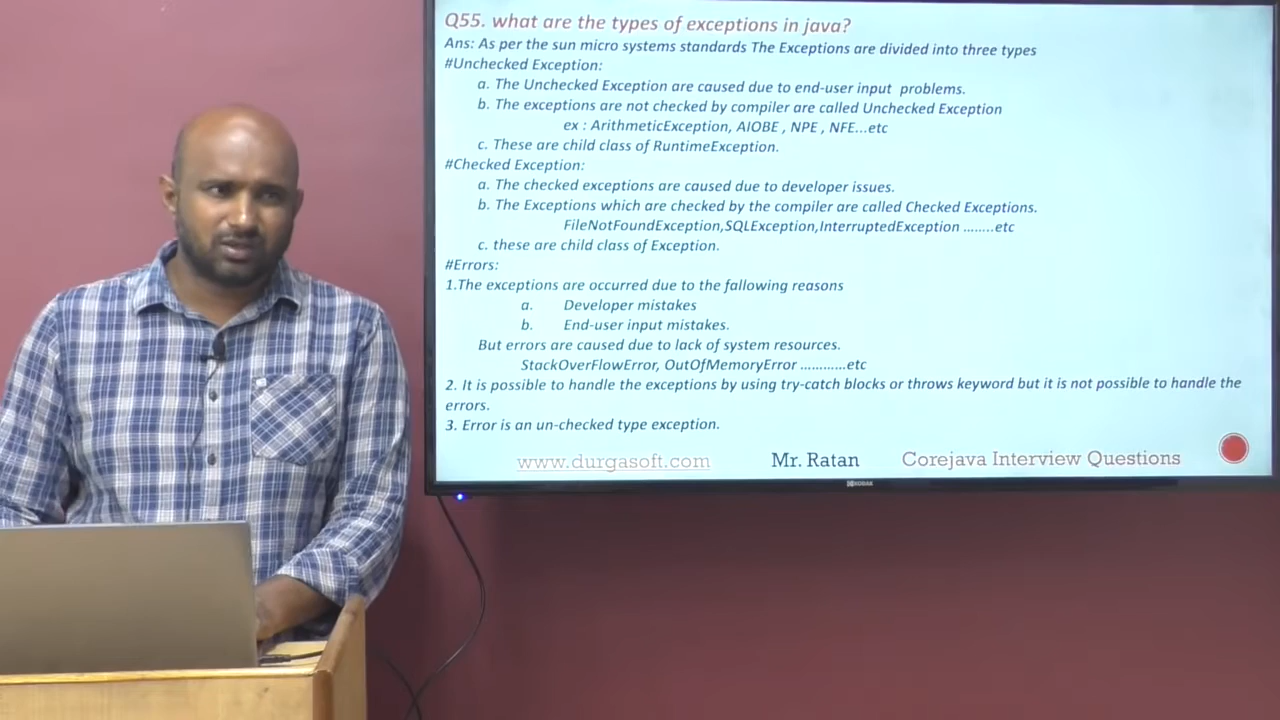 Q55. what are the types of exceptions in java?
Ans: As per the sun micro systems standards The Exceptions are divided into three types
#Unchecked Exception:
a. The Unchecked Exception are caused due to end-user input problems.
b. The exceptions are not checked by compiler are called Unchecked Exception
ex : ArithmeticException, AIOBE , NPE , NFE...etc
c. These are child class of RuntimeException.
#Checked Exception:
a. The checked exceptions are caused due to developer issues.
b. The Exceptions which are checked by the compiler are called Checked Exceptions.
FileNotFoundException,SQLException,InterruptedException ........etc
c. these are child class of Exception.
#Errors:
1.The exceptions are occurred due to the fallowing reasons
a. Developer mistakes
b. End-user input mistakes.
But errors are caused due to lack of system resources.
StackOverFlowError, OutOfMemoryError ............etc
2. It is possible to handle the exceptions by using try-catch blocks or throws keyword but it is not possible to handle the
errors.
3. Error is an un-checked type exception.
www.durgasoft.com Mr. Ratan Corejava Interview Questions